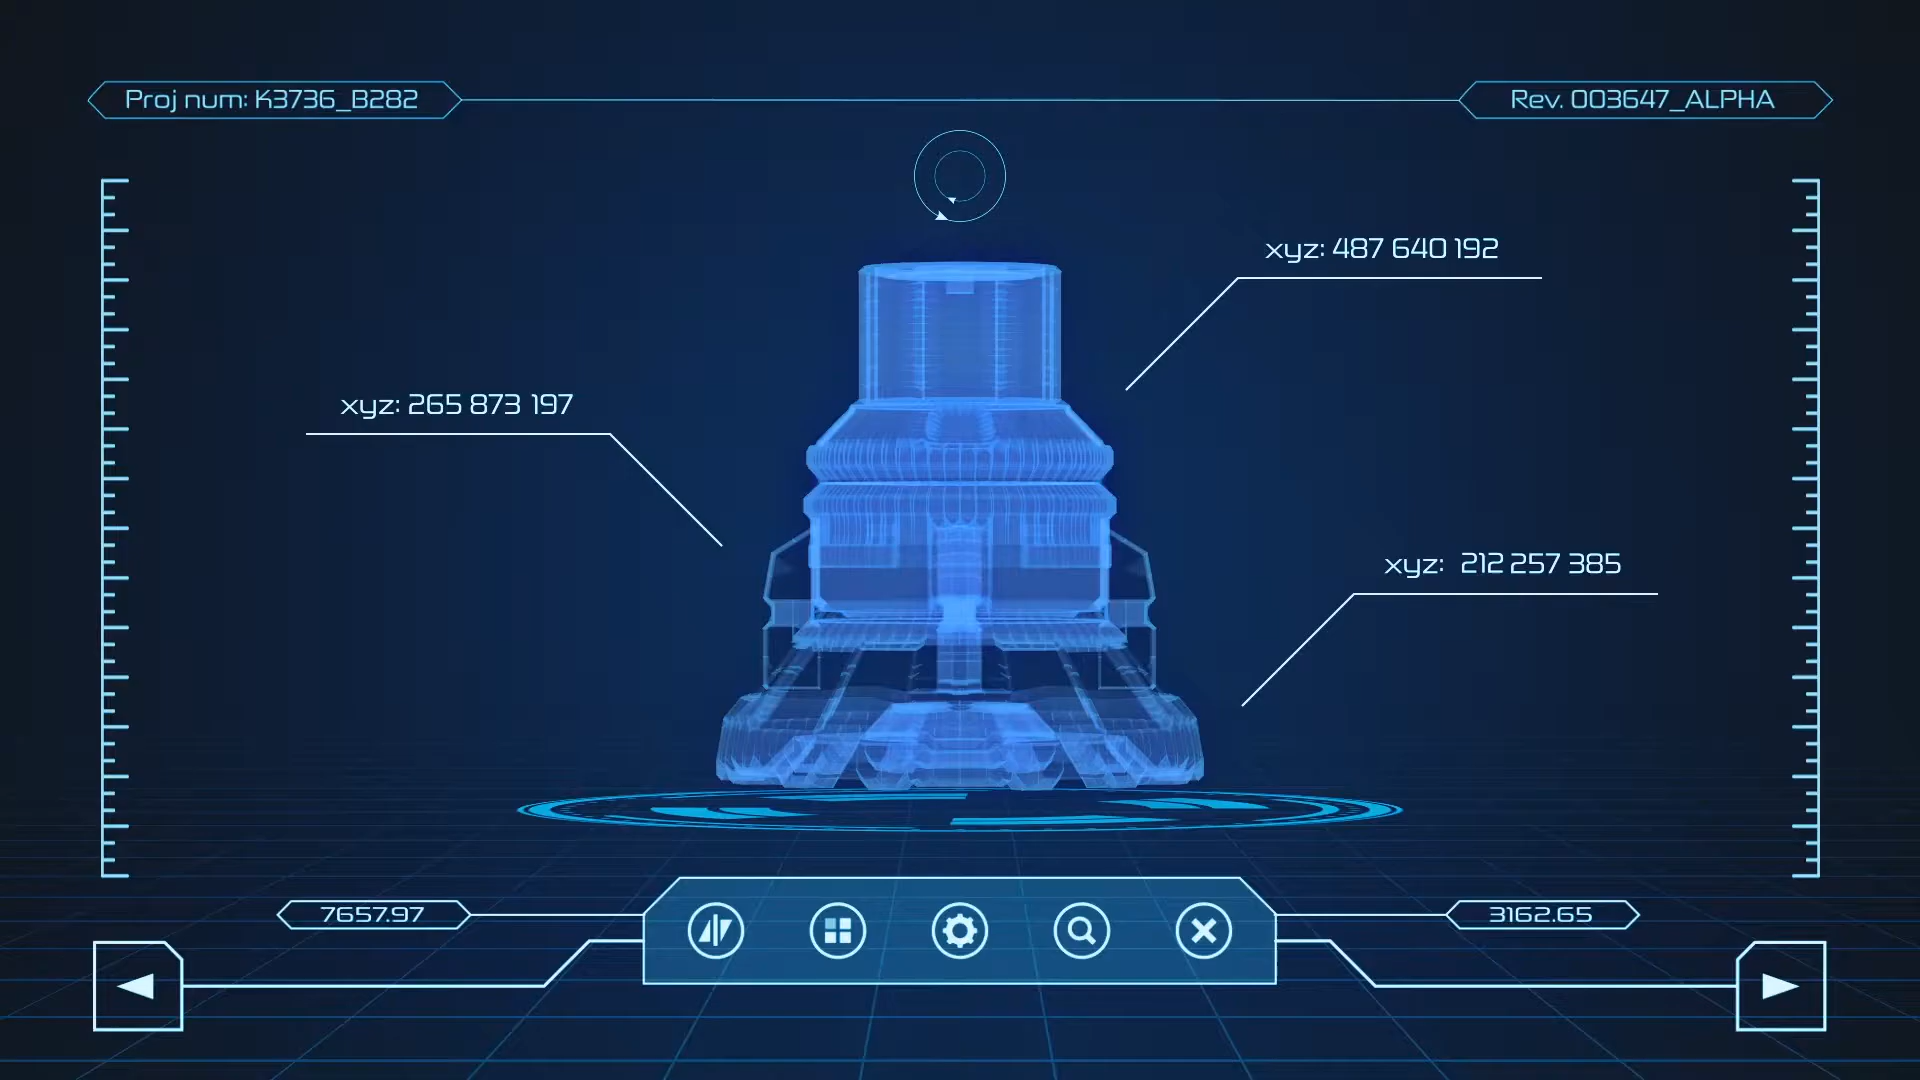 Proj num: K3736_B282
Rev. 003647_ALPHA
xyz: 487 640 192
xyz: 265 873 197
xyz: 212 257 385
7657.97
3162.65